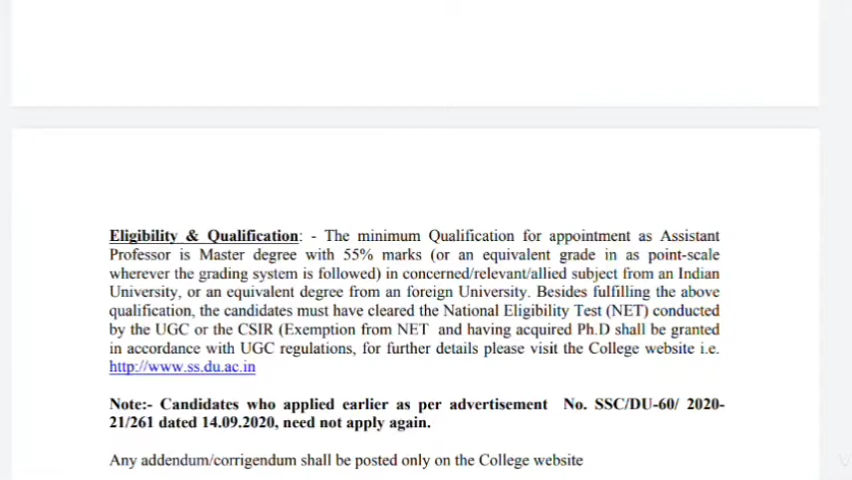 Eligibility & Qualification: - The minimum Qualification for appointment as Assistant
Professor is Master degree with 55% marks (or an equivalent grade in as point-scale
wherever the grading system is followed) in concerned/relevant/allied subject from an Indian
University, or an equivalent degree from an foreign University. Besides fulfilling the above
qualification, the candidates must have cleared the National Eligibility Test (NET) conducted
by the UGC or the CSIR (Exemption from NET and having acquired Ph.D shall be granted
in accordance with UGC regulations, for further details please visit the College website i.e.
http://www.ss.du.ac.in
Note:- Candidates who applied earlier as per advertisement No. SSC/DU-60/ 2020-
21/261 dated 14.09.2020, need not apply again.
Any addendum/corrigendum shall be posted only on the College website